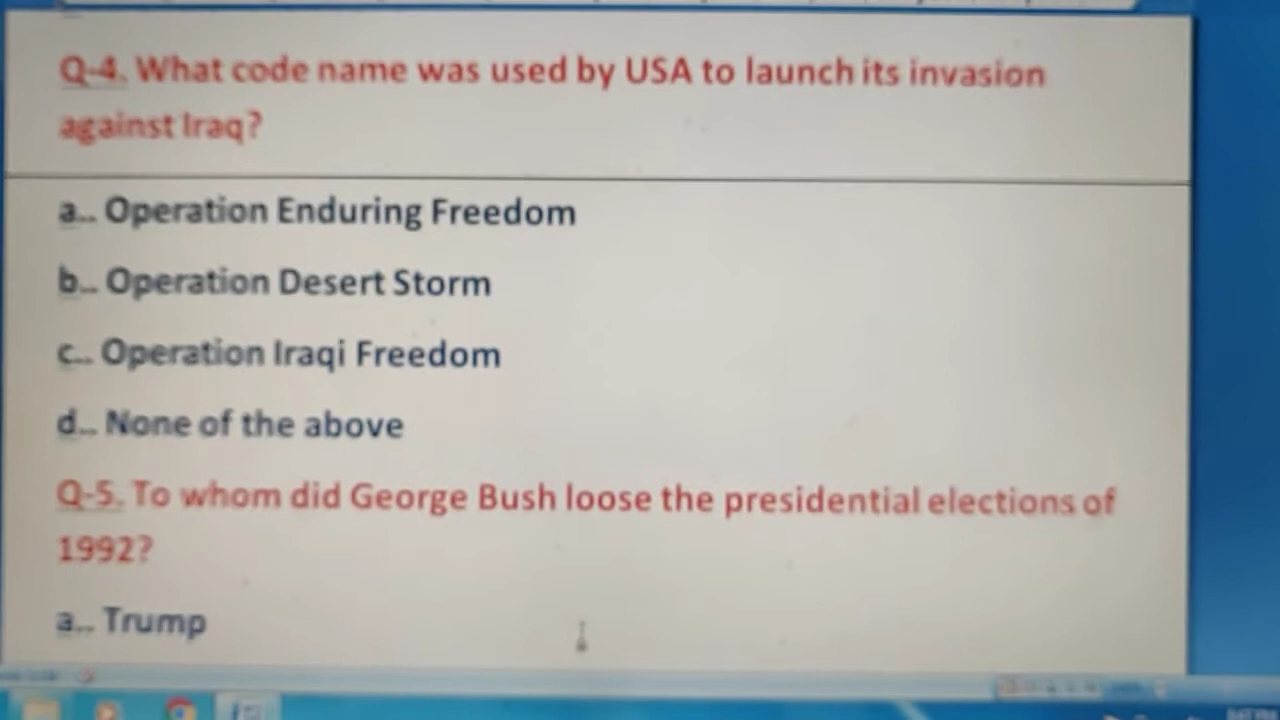 Q-4. What code name was used by USA to launch its invasion
against Iraq?
a.. Operation Enduring Freedom
b.. Operation Desert Storm
c.. Operation Iraqi Freedom
d.. None of the above
Q-5. To whom did George Bush loose the presidential elections of
1992?
a.. Trump